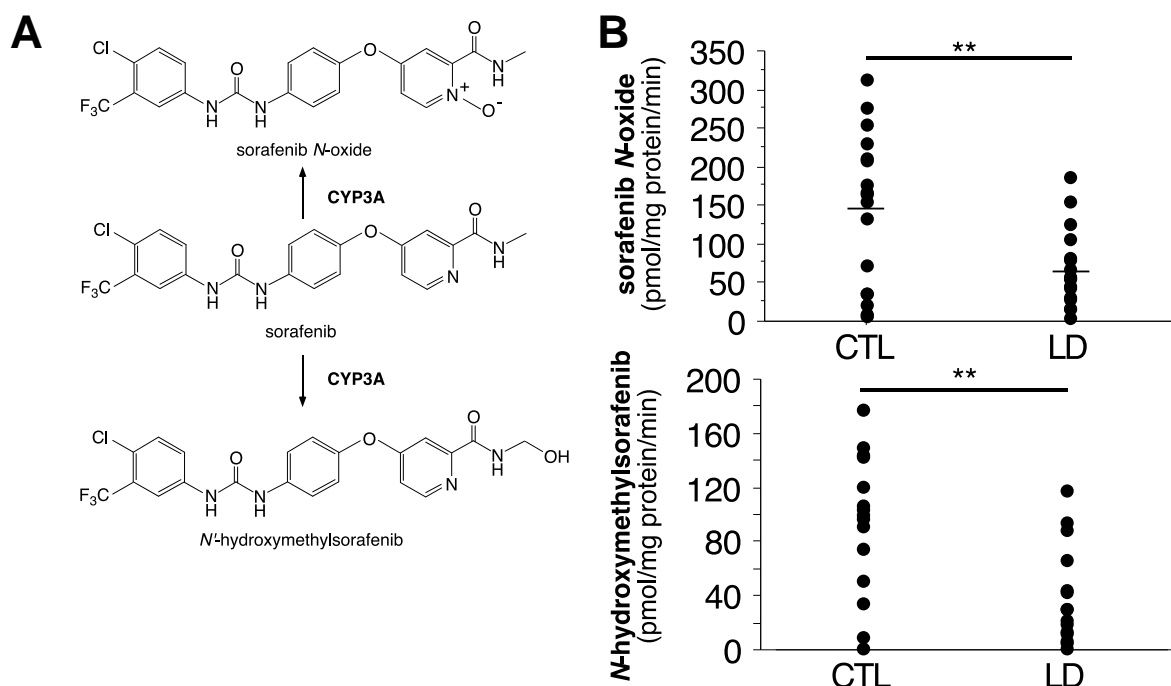 A
Cl
F3C
O
N
H
N
H
O
O
N
H
N+
O-
sorafenib N-oxide
CYP3A
Cl
F3C
O
N
H
N
H
O
O
N
H
N
sorafenib
CYP3A
Cl
F3C
O
N
H
N
H
O
O
N
H
OH
N
N'-hydroxymethylsorafenib
B
sorafenib N-oxide
(pmol/mg protein/min)
350
300
250
200
150
100
50
0
**
CTL
LD
N-hydroxymethylsorafenib
(pmol/mg protein/min)
200
160
120
80
40
0
**
CTL
LD